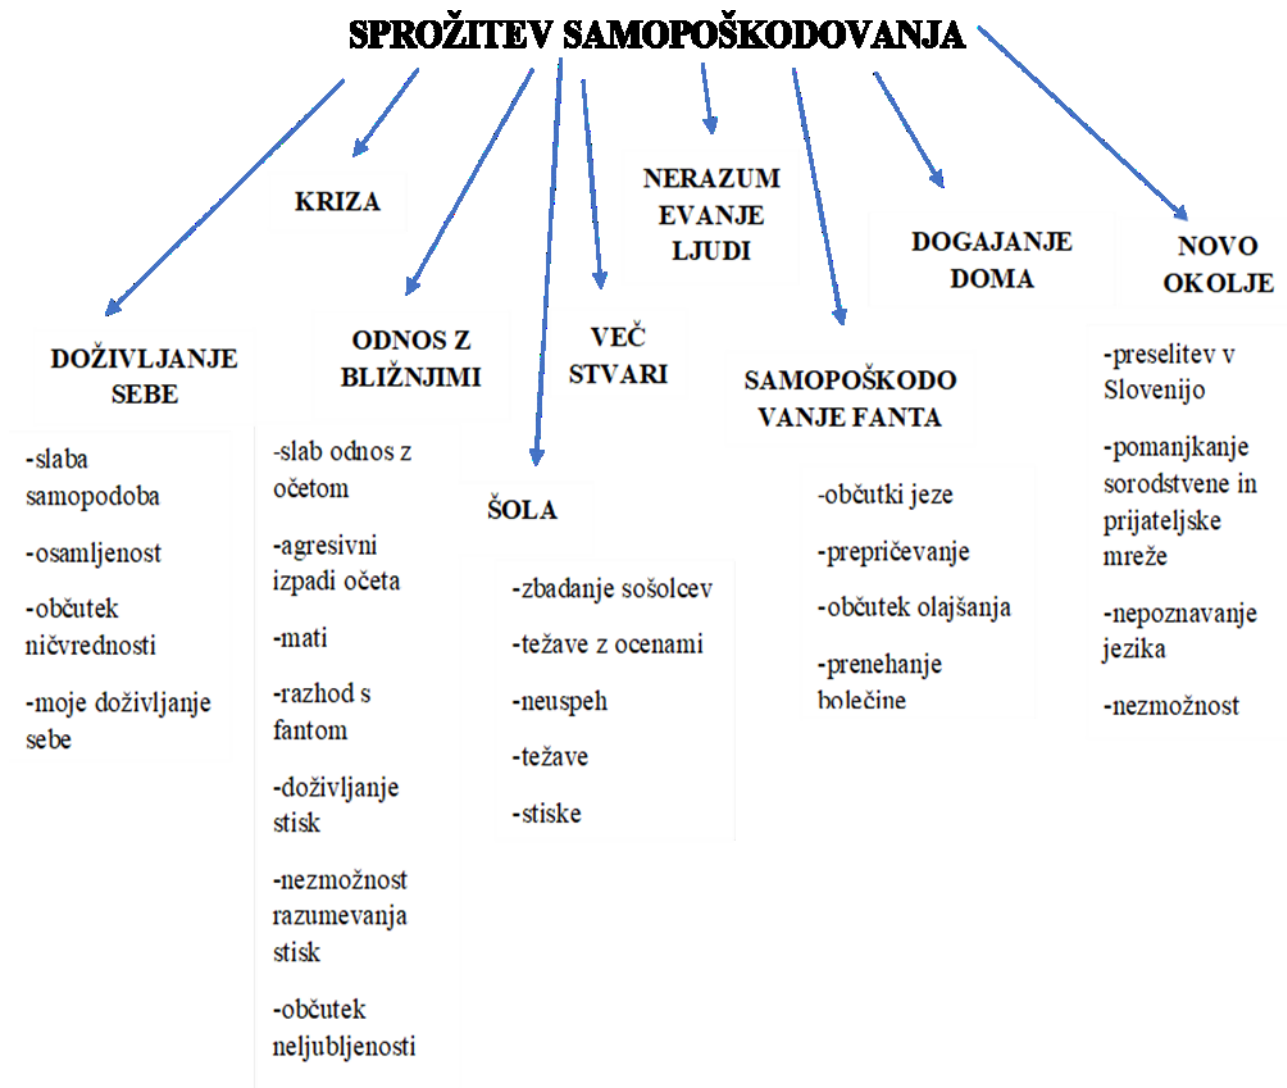 SPROŽITEV SAMOPOŠKODOVANJA
KRIZA
NERAZUM
EVANJE
LJUDI
DOGAJANJE
DOMA
NOVO
OKOLJE
-preselitev v
Slovenijo
-pomanjkanje
sorodstvene in
prijateljske
mreže
-nepoznavanje
jezika
-nezmožnost
DOŽIVLJANJE
SEBE
-slaba
samopodoba
-osamljenost
-občutek
ničvrednosti
-moje doživljanje
sebe
ODNOS Z
BLIŽNJIMI
-slab odnos z
očetom
-agresivni
izpadi očeta
-mati
-razhod s
fantom
-doživljanje
stisk
-nezmožnost
razumevanja
stisk
-občutek
neljubljenosti
VEČ
STVARI
ŠOLA
-zbadanje sošolcev
-težave z ocenami
-neuspeh
-težave
-stiske
SAMOPOŠKODO
VANJE FANTA
-občutki jeze
-prepričevanje
-občutek olajšanja
-prenehanje
bolečine